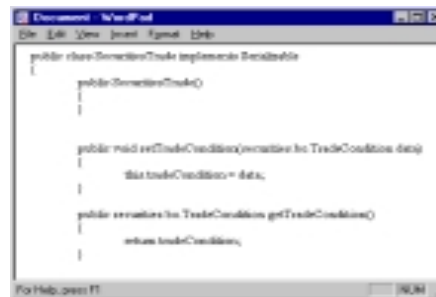 Document - WordPad
File Edit View Insert Format Help
public class SecuritiesTrade implements Serializable
{
public SecuritiesTrade()
{
}
public void setTradeCondition(securities.bo.TradeCondition data)
{
this.tradeCondition = data;
}
public securities.bo.TradeCondition getTradeCondition()
{
return tradeCondition;
}
For Help, press F1
NUM